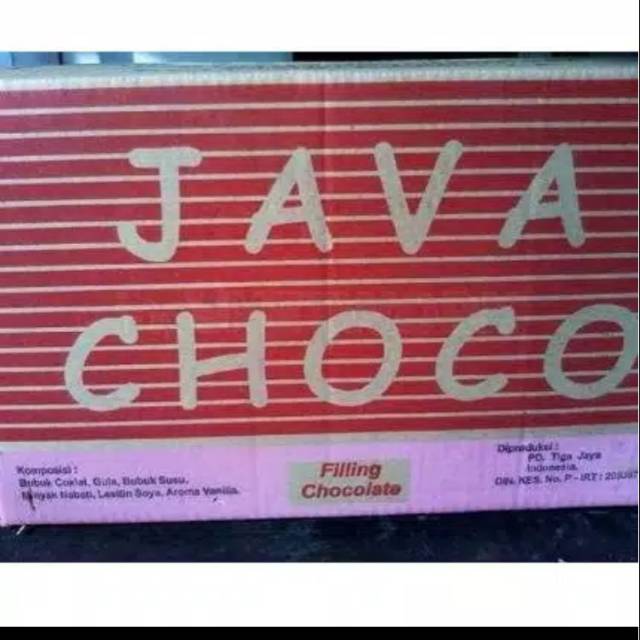 JAVA
CHOCO
Komposisi :
Bubuk Coklat, Gula, Bubuk Susu,
Minyak Nabati, Lesitin Soya, Aroma Vanilla.
Filling
Chocolate
Diproduksi :
PD. Tiga Jaya
Indonesia.
KES. No. P - IRT :